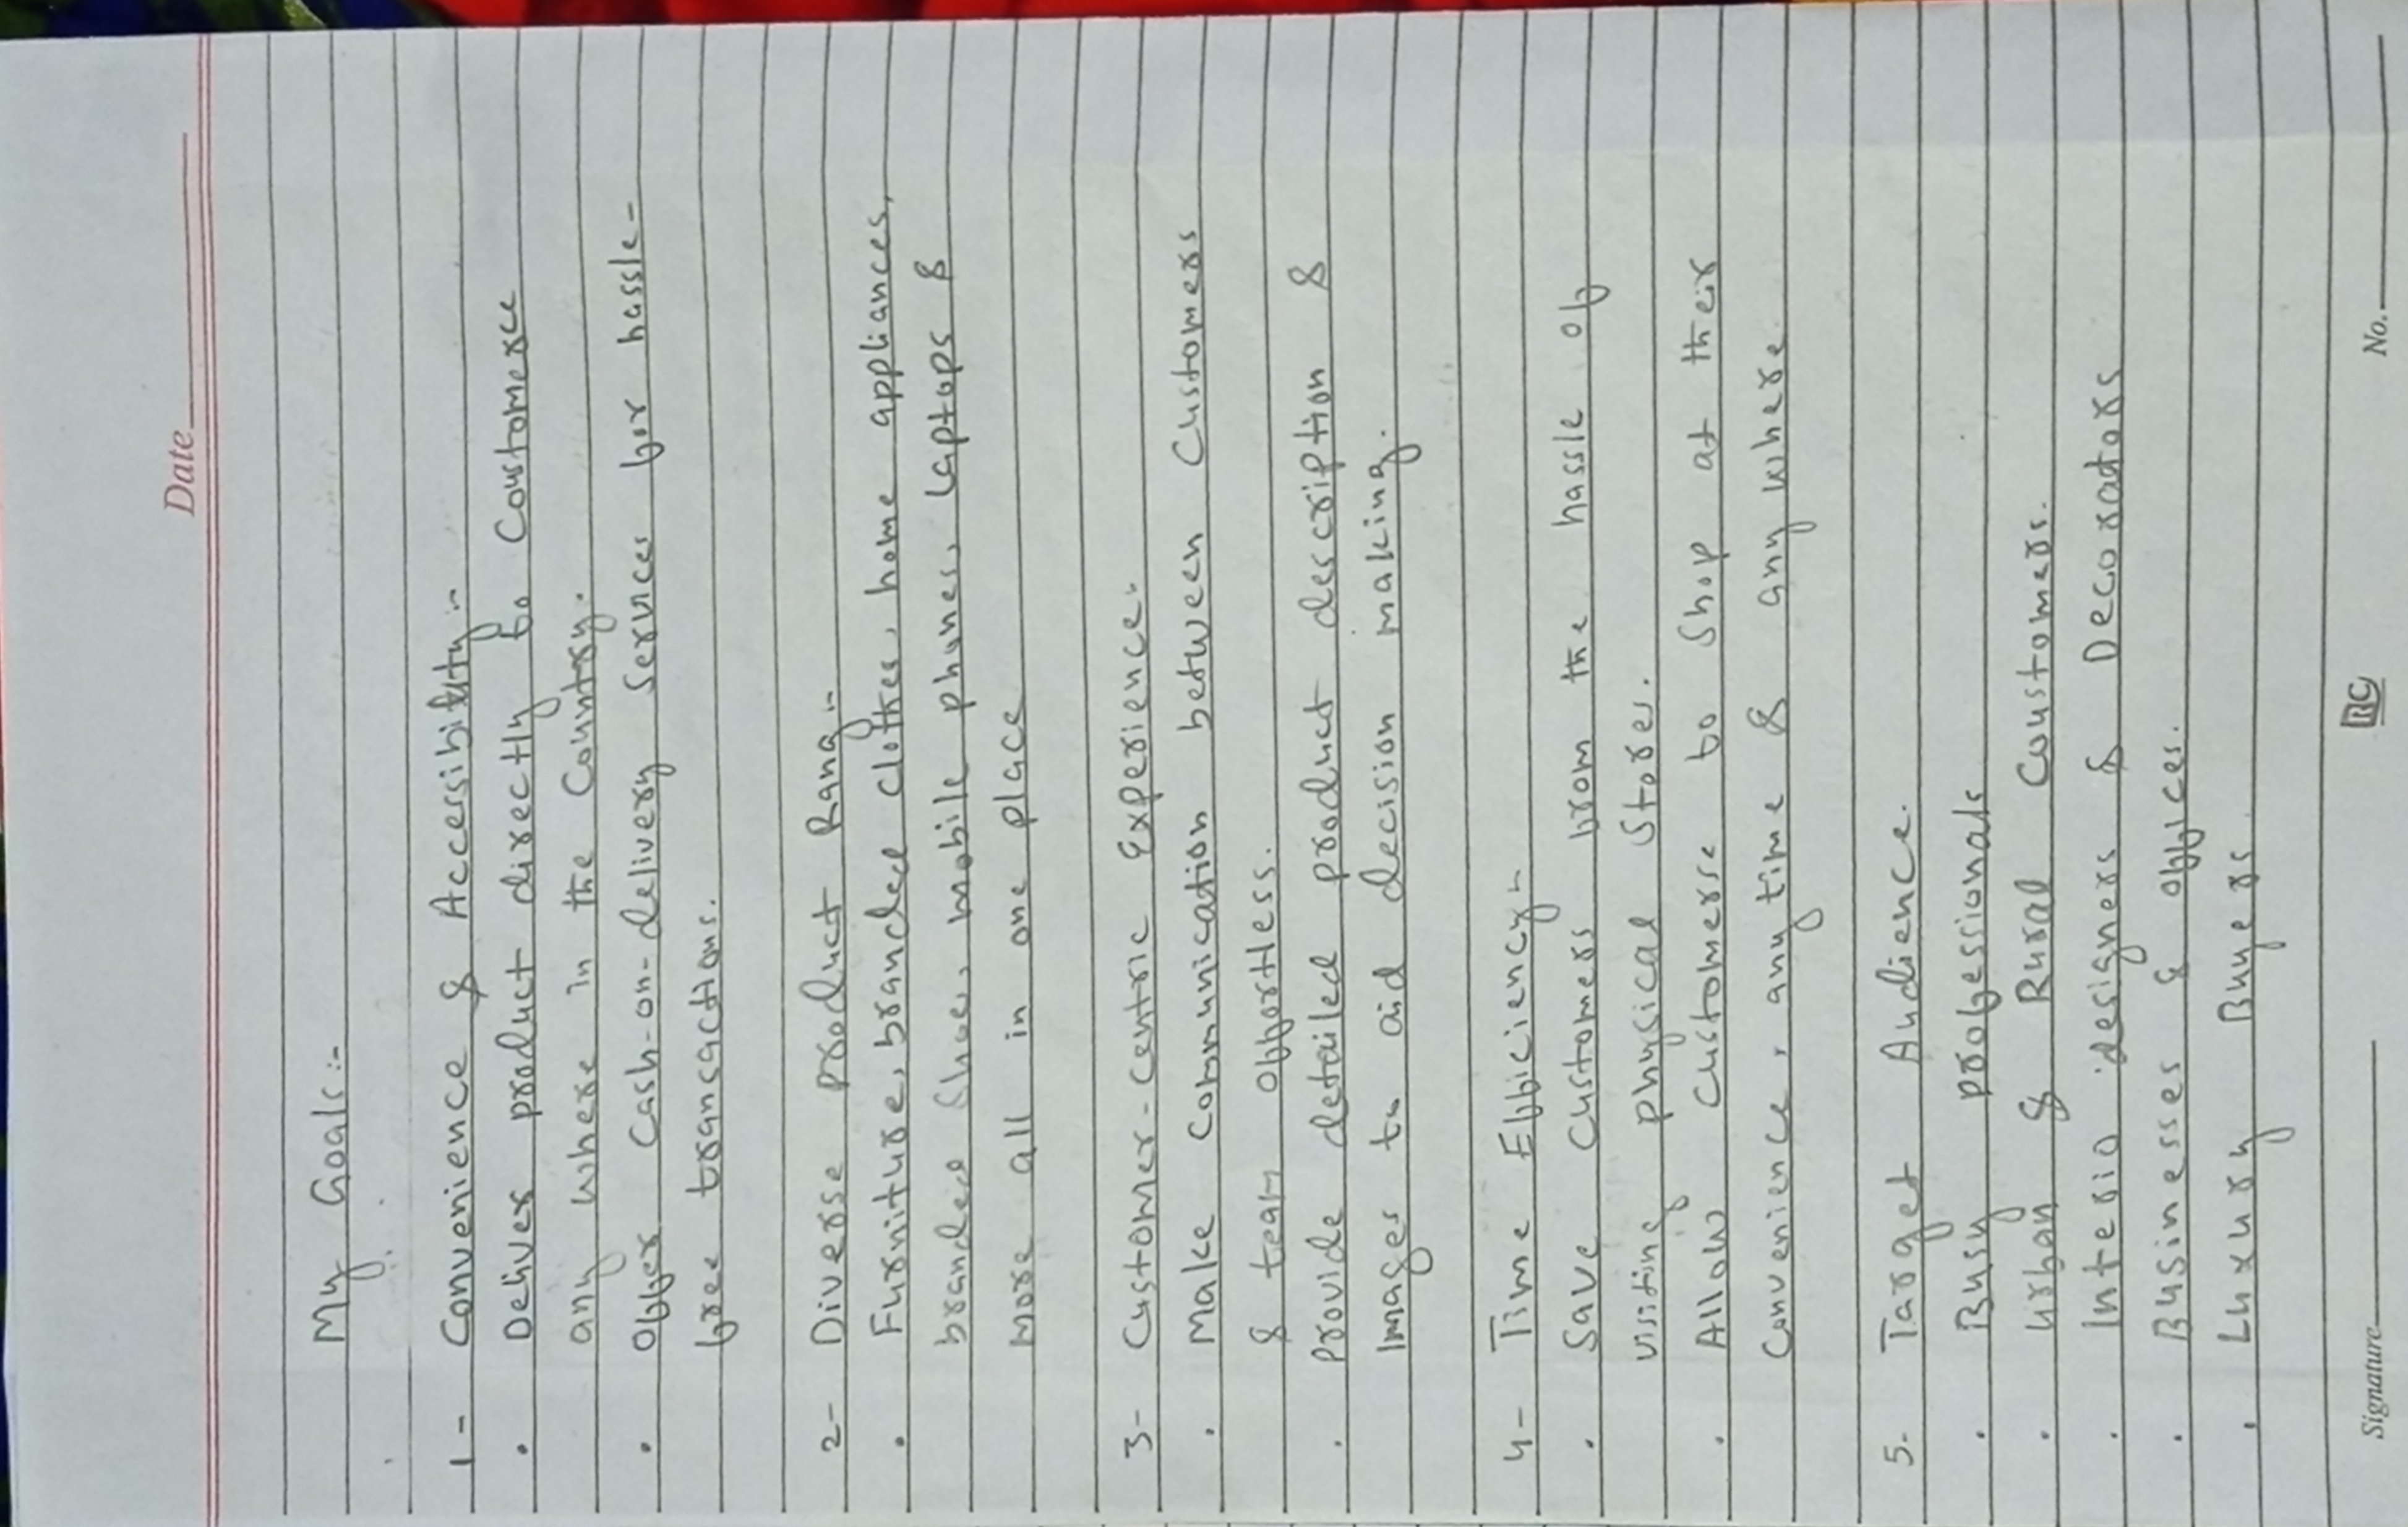 Date
My Goals:-
1- Convenience & Accessibility -
• Deliver product directly to Coustomerce
any where in the Country.
• Offer Cash-on-delivery Services for hassle-
free transactions.
2- Diverse product Rang -
• Furniture, branded clothes, home appliances,
branded Shoes, mobile phones, laptops &
more all in one place
3- Customer-centric Experience.
• Make communication between Customers
& team offortless.
• Provide detailed product description &
Images to aid decision making.
4- Time Efficiency -
• Save customers from the hassle of
visiting physical Stores.
• Allow Customerse to Shop at their
Convenience, any time & any where.
5- Target Audience.
• Busy professionals
• urban & Rural Coustomers.
• Interio designers & Decorators
• Businesses & offices.
• Luxury Buyers.
Signature RC No.